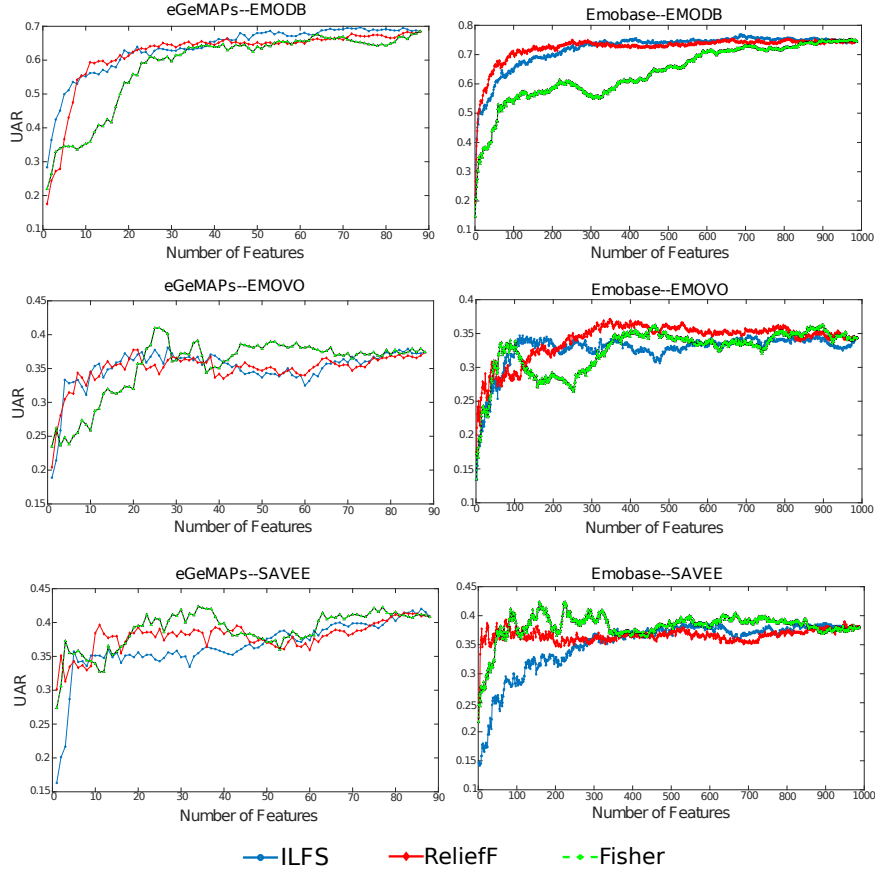 eGeMAPs--EMODB
Emobase--EMODB
0.7
0.6
0.5
0.4
0.3
0.2
0.1
UAR
0 10 20 30 40 50 60 70 80 90
Number of Features
0.8
0.7
0.6
0.5
0.4
0.3
0.2
0.1
0 100 200 300 400 500 600 700 800 900 1000
Number of Features
eGeMAPs--EMOVO
Emobase--EMOVO
0.45
0.4
0.35
0.3
0.25
0.2
0.15
UAR
0 10 20 30 40 50 60 70 80 90
Number of Features
0.4
0.35
0.3
0.25
0.2
0.15
0.1
0 100 200 300 400 500 600 700 800 900 1000
Number of Features
eGeMAPs--SAVEE
Emobase--SAVEE
0.45
0.4
0.35
0.3
0.25
0.2
0.15
UAR
0 10 20 30 40 50 60 70 80 90
Number of Features
0.45
0.4
0.35
0.3
0.25
0.2
0.15
0.1
0 100 200 300 400 500 600 700 800 900 1000
Number of Features
ILFS ReliefF Fisher